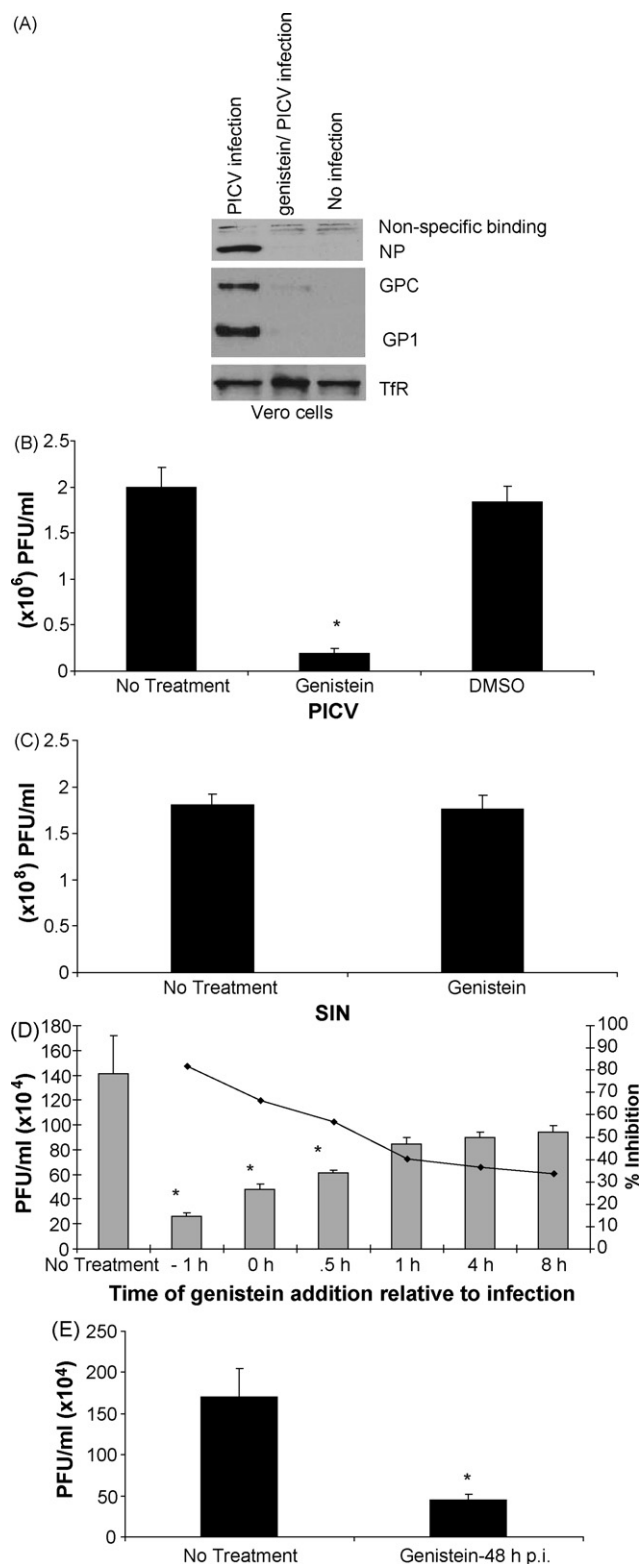 (A)
PICV infection
genistein/ PICV infection
No infection
Non-specific binding
NP
GPC
GP1
TfR
Vero cells
(B)
2.5
2
1.5
1
0.5
0
(x10⁶) PFU/ml
*
No Treatment Genistein DMSO
PICV
(C)
2.5
2
1.5
1
0.5
0
(x10⁸) PFU/ml
No Treatment Genistein
SIN
(D)
180
160
140
120
100
80
60
40
20
0
PFU/ml (x10⁴)
* * *
100
90
80
70
60
50
40
30
20
10
0
% Inhibition
No Treatment - 1 h 0 h .5 h 1 h 4 h 8 h
Time of genistein addition relative to infection
(E)
250
200
150
100
50
0
PFU/ml (x10⁴)
*
No Treatment Genistein-48 h p.i.